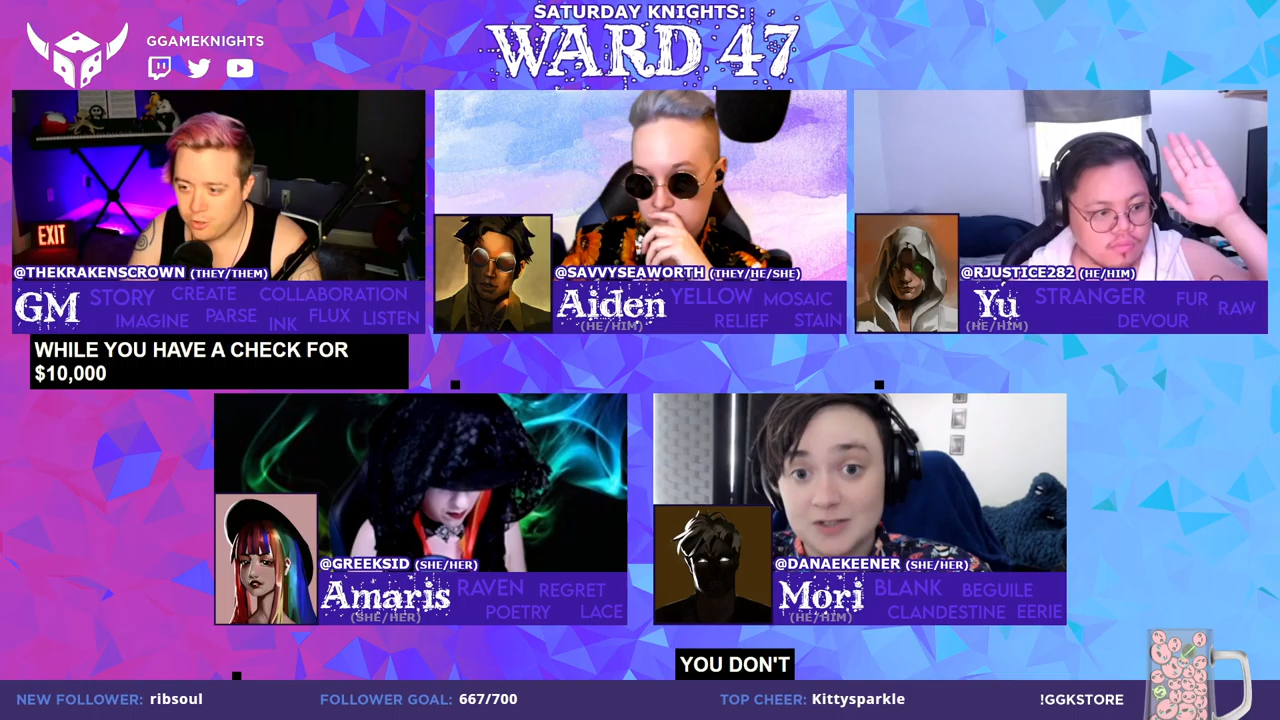 SATURDAY KNIGHTS:
WARD 47
GGAMEKNIGHTS
EXIT
@THEKRAKENSCROWN (THEY/THEM)
GM
STORY CREATE COLLABORATION
IMAGINE PARSE INK FLUX LISTEN
WHILE YOU HAVE A CHECK FOR
$10,000
@SAVVYSEAWORTH (THEY/HE/SHE)
Aiden
(HE/HIM)
YELLOW MOSAIC
RELIEF STAIN
@RJUSTICE282 (HE/HIM)
Yu
(HE/HIM)
STRANGER FUR RAW
DEVOUR
@GREEKSID (SHE/HER)
Amaris
(SHE/HER)
RAVEN REGRET
POETRY LACE
@DANAEKEENER (SHE/HER)
Mori
(HE/HIM)
BLANK BEGUILE
CLANDESTINE EERIE
YOU DON'T
NEW FOLLOWER: ribsoul
FOLLOWER GOAL: 667/700
TOP CHEER: Kittysparkle
!GGKSTORE